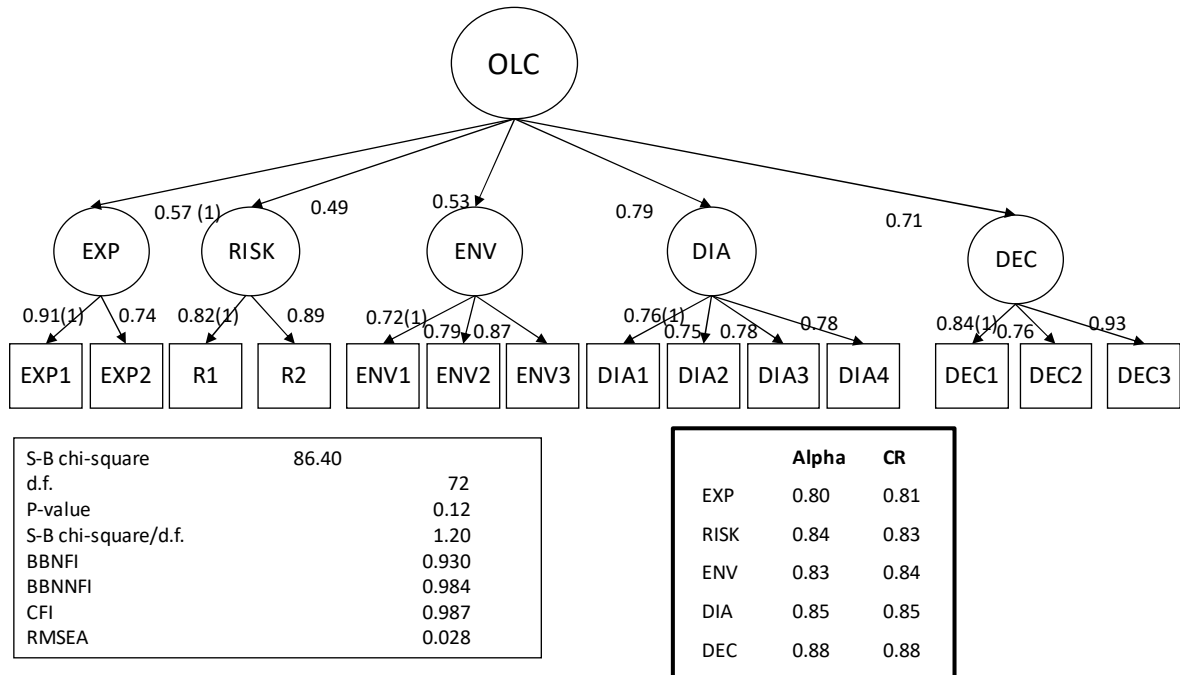 OLC
0.57 (1) 0.49 0.53 0.79 0.71
EXP RISK ENV DIA DEC
0.91(1) 0.74 0.82(1) 0.89 0.72(1) 0.79 0.87 0.76(1) 0.75 0.78 0.78 0.84(1) 0.76 0.93
EXP1 EXP2 R1 R2 ENV1 ENV2 ENV3 DIA1 DIA2 DIA3 DIA4 DEC1 DEC2 DEC3
S-B chi-square 86.40
d.f. 72
P-value 0.12
S-B chi-square/d.f. 1.20
BBNFI 0.930
BBNNFI 0.984
CFI 0.987
RMSEA 0.028
Alpha CR
EXP 0.80 0.81
RISK 0.84 0.83
ENV 0.83 0.84
DIA 0.85 0.85
DEC 0.88 0.88